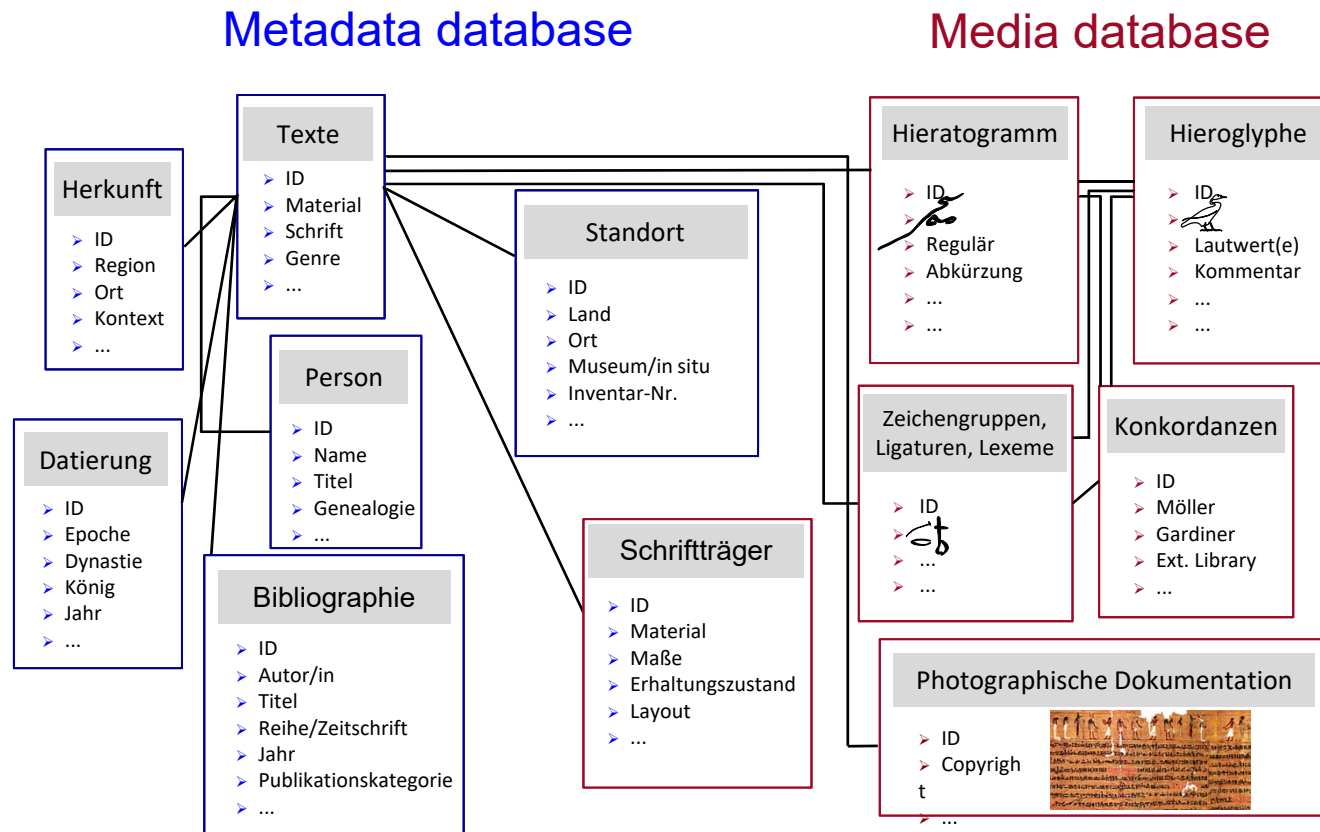 Metadata database
Media database
Texte
ID
Material
Schrift
Genre
...
Herkunft
ID
Region
Ort
Kontext
...
Standort
ID
Land
Ort
Museum/in situ
Inventar-Nr.
...
Person
ID
Name
Titel
Genealogie
...
Datierung
ID
Epoche
Dynastie
König
Jahr
...
Bibliographie
ID
Autor/in
Titel
Reihe/Zeitschrift
Jahr
Publikationskategorie
...
Schriftträger
ID
Material
Maße
Erhaltungszustand
Layout
...
Hieratogramm
ID
Regulär
Abkürzung
...
...
Hieroglyphe
ID
Lautwert(e)
Kommentar
...
...
Zeichengruppen,
Ligaturen, Lexeme
ID
...
...
Konkordanzen
ID
Möller
Gardiner
Ext. Library
...
Photographische Dokumentation
ID
Copyrigh
t
...